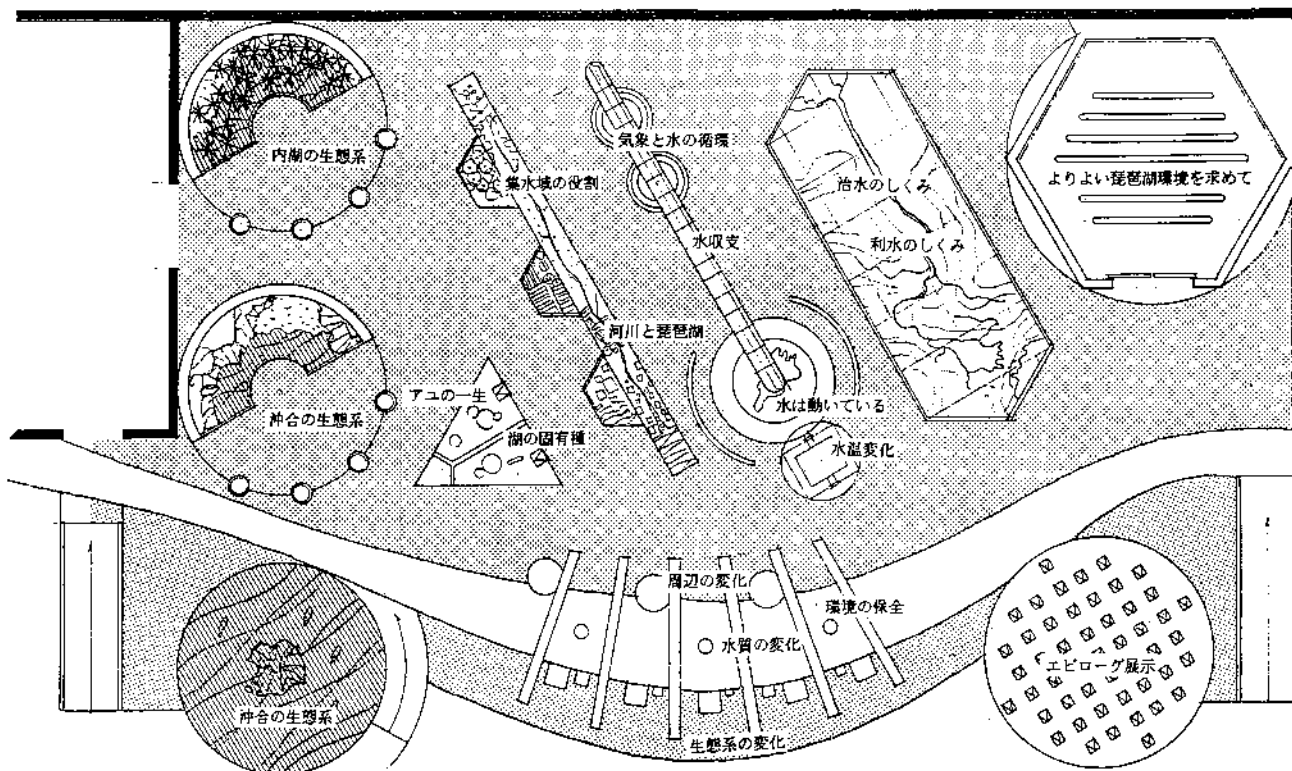 内湖の生態系
集水域の役割
気象と水の循環
水収支
治水のしくみ
利水のしくみ
よりよい琵琶湖環境を求めて
沖合の生態系
アユの一生
湖の固有種
河川と琵琶湖
水は動いている
水温変化
周辺の変化
水質の変化
環境の保全
生態系の変化
沖合の生態系
エピローグ展示